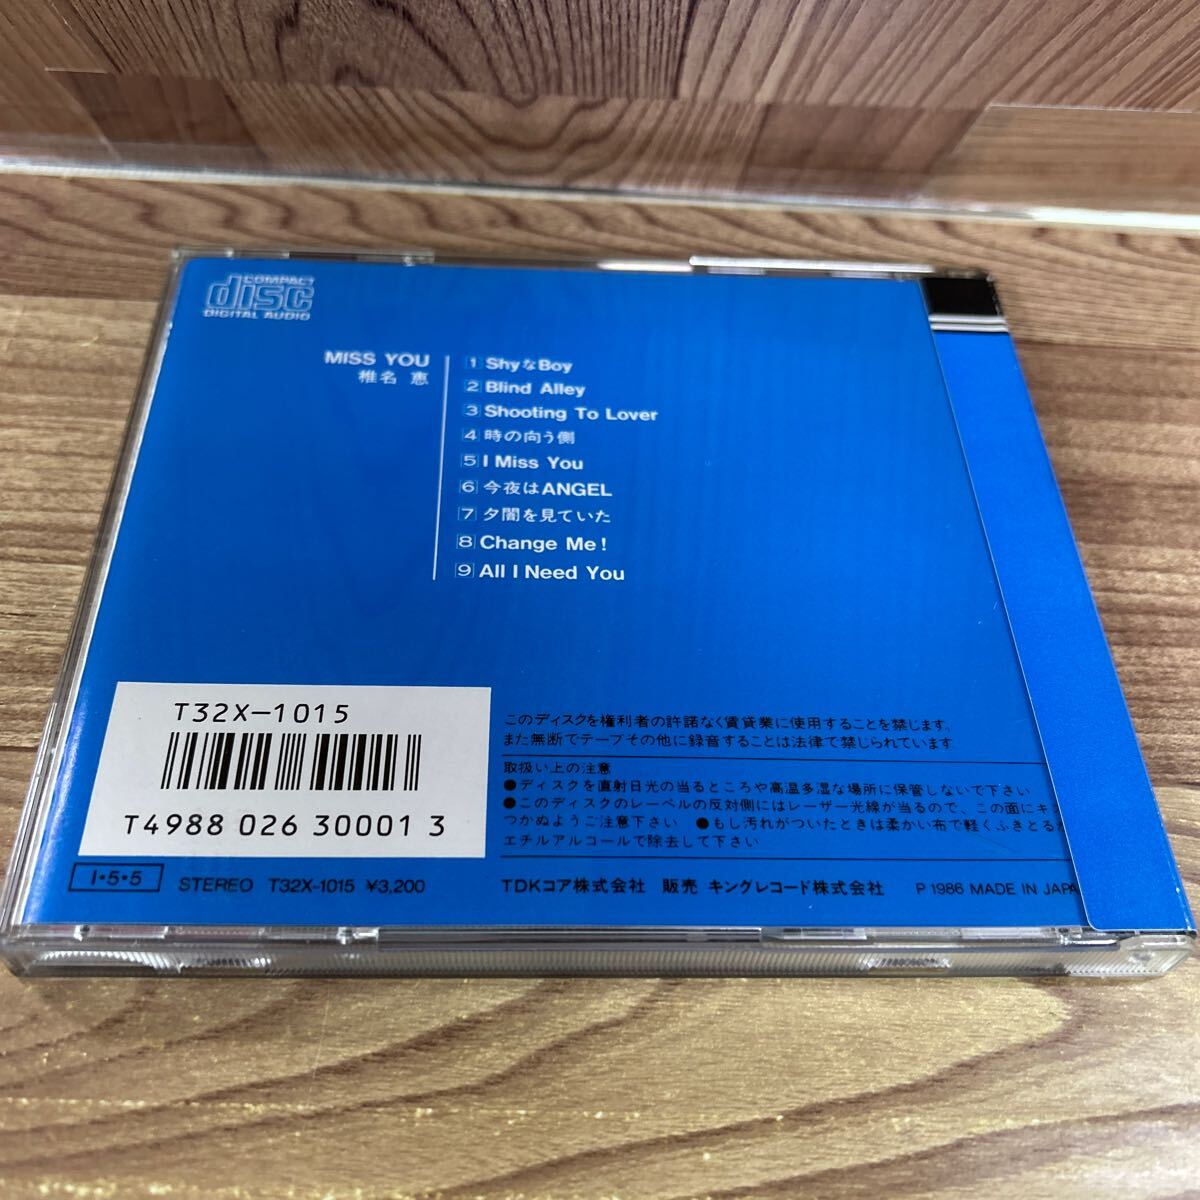 COMPACT
disc
DIGITAL AUDIO
MISS YOU
椎名 恵
1 ShyなBoy
2 Blind Alley
3 Shooting To Lover
4 時の向う側
5 I Miss You
6 今夜はANGEL
7 夕闇を見ていた
8 Change Me!
9 All I Need You
T32X-1015
T4988 026 30001 3
I・5・5 STEREO T32X-1015 ¥3,200
このディスクを権利者の許諾なく賃貸業に使用することを禁じます。
また無断でテープその他に録音することは法律で禁じられています
取扱い上の注意
●ディスクを直射日光の当るところや高温多湿な場所に保管しないで下さい
●このディスクのレーベルの反対側にはレーザー光線が当るので、この面にキ
つかぬようご注意下さい ●もし汚れがついたときは柔かい布で軽くふきとるか
エチルアルコールで除去して下さい
TDKコア株式会社 販売 キングレコード株式会社 P 1986 MADE IN JAPA